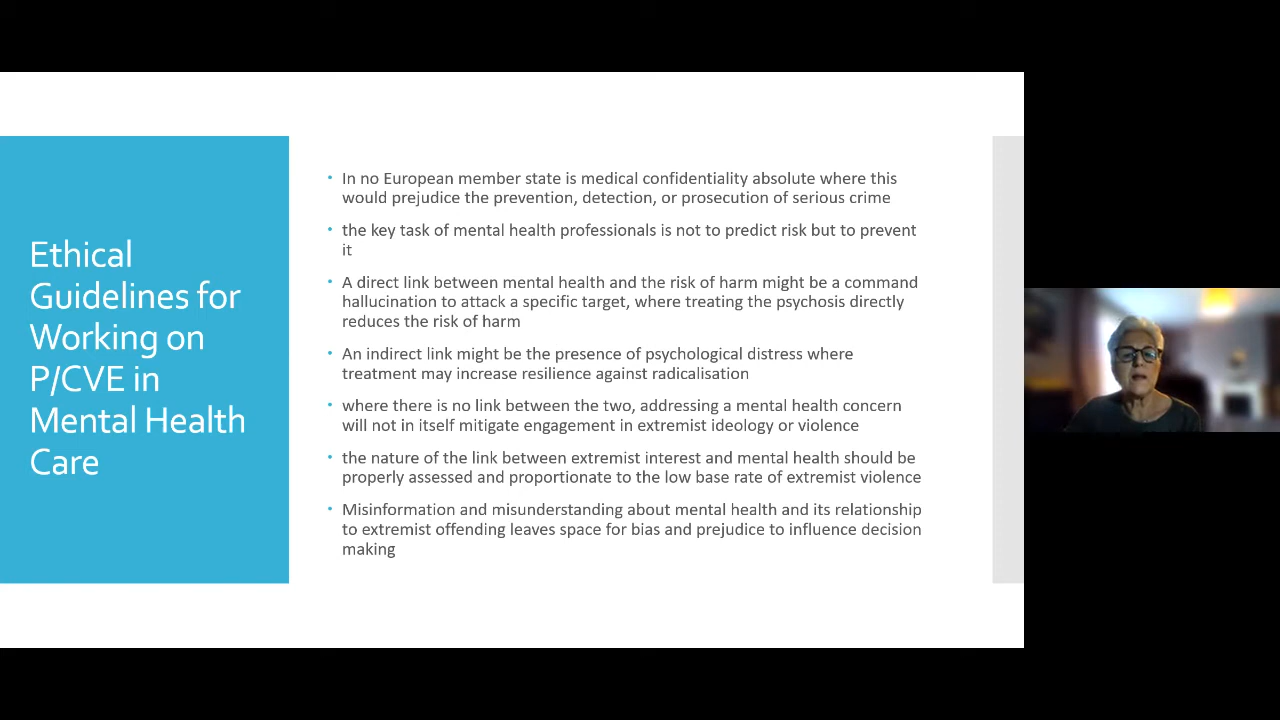 Ethical
Guidelines for
Working on
P/CVE in
Mental Health
Care
• In no European member state is medical confidentiality absolute where this
would prejudice the prevention, detection, or prosecution of serious crime
• the key task of mental health professionals is not to predict risk but to prevent
it
• A direct link between mental health and the risk of harm might be a command
hallucination to attack a specific target, where treating the psychosis directly
reduces the risk of harm
• An indirect link might be the presence of psychological distress where
treatment may increase resilience against radicalisation
• where there is no link between the two, addressing a mental health concern
will not in itself mitigate engagement in extremist ideology or violence
• the nature of the link between extremist interest and mental health should be
properly assessed and proportionate to the low base rate of extremist violence
• Misinformation and misunderstanding about mental health and its relationship
to extremist offending leaves space for bias and prejudice to influence decision
making